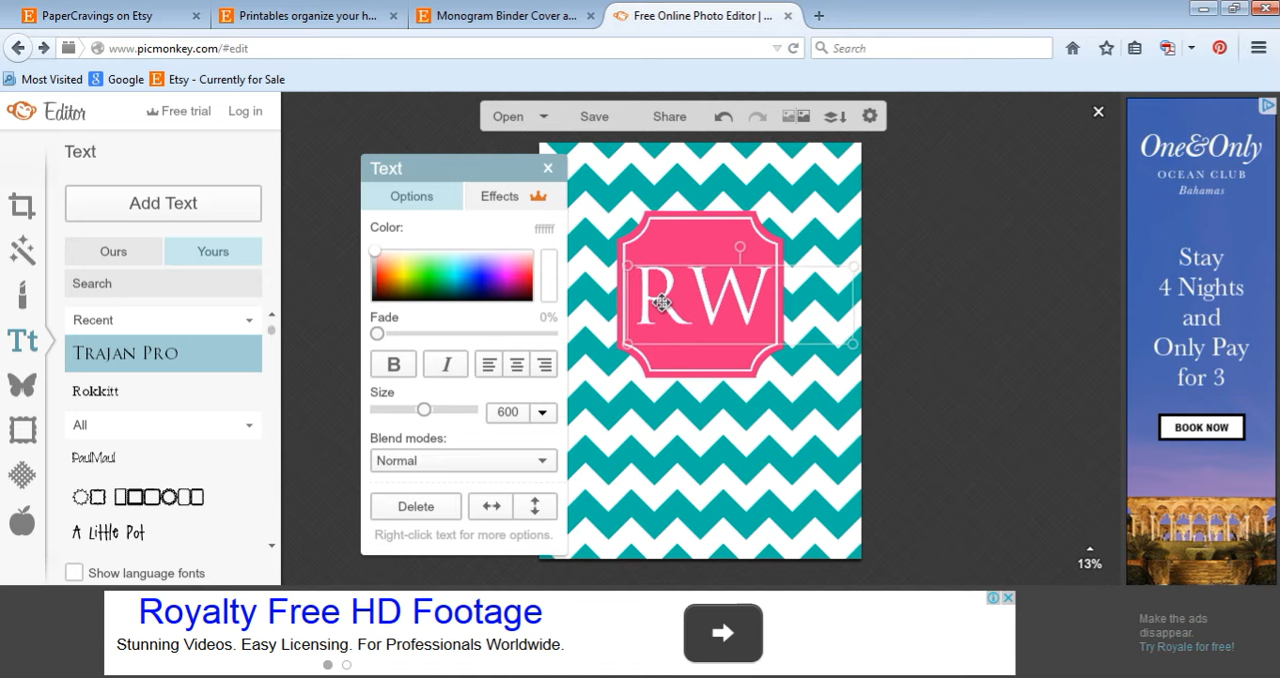 PaperCravings on Etsy
Printables organize your h...
Monogram Binder Cover a...
Free Online Photo Editor | ...
www.picmonkey.com/#edit
Search
Most Visited
Google
Etsy - Currently for Sale
Editor
Free trial
Log in
Open
Save
Share
Text
Add Text
Ours
Yours
Search
Recent
Trajan Pro
Rokkitt
All
PaulMaul
A Little Pot
Show language fonts
Text
Options
Effects
Color:
ffffff
Fade
0%
B
I
Size
600
Blend modes:
Normal
Delete
Right-click text for more options.
RW
13%
One&Only
OCEAN CLUB
Bahamas
Stay
4 Nights
and
Only Pay
for 3
BOOK NOW
Royalty Free HD Footage
Stunning Videos. Easy Licensing. For Professionals Worldwide.
Make the ads
disappear.
Try Royale for free!